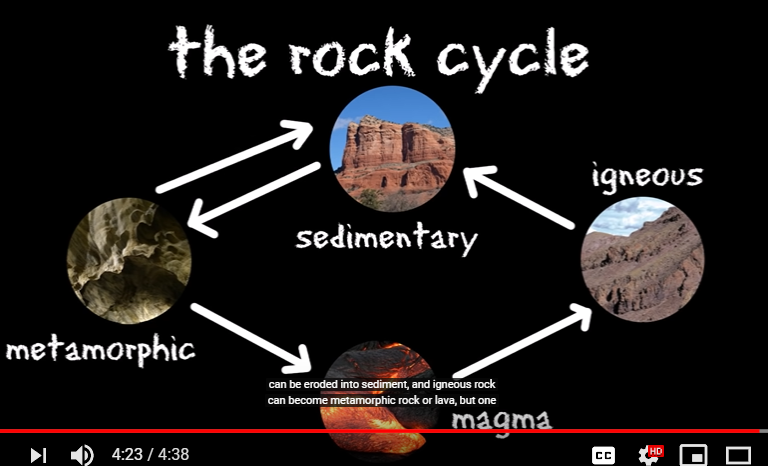 the rock cycle
igneous
sedimentary
metamorphic
can be eroded into sediment, and igneous rock
can become metamorphic rock or lava, but one
magma
4:23 / 4:38
CC
HD